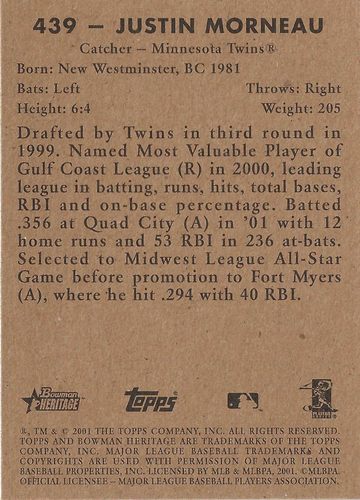 439 — JUSTIN MORNEAU
Catcher — Minnesota Twins®
Born: New Westminster, BC 1981
Bats: Left Throws: Right
Height: 6:4 Weight: 205
Drafted by Twins in third round in
1999. Named Most Valuable Player of
Gulf Coast League (R) in 2000, leading
league in batting, runs, hits, total bases,
RBI and on-base percentage. Batted
.356 at Quad City (A) in '01 with 12
home runs and 53 RBI in 236 at-bats.
Selected to Midwest League All-Star
Game before promotion to Fort Myers
(A), where he hit .294 with 40 RBI.
Bowman
HERITAGE
Topps
®, TM & © 2001 THE TOPPS COMPANY, INC. ALL RIGHTS RESERVED.
TOPPS AND BOWMAN HERITAGE ARE TRADEMARKS OF THE TOPPS
COMPANY, INC. MAJOR LEAGUE BASEBALL TRADEMARKS AND
COPYRIGHTS ARE USED WITH PERMISSION OF MAJOR LEAGUE
BASEBALL PROPERTIES, INC. LICENSED BY MLB & MLBPA, 2001. ©MLBPA-
OFFICIAL LICENSEE – MAJOR LEAGUE BASEBALL PLAYERS ASSOCIATION.